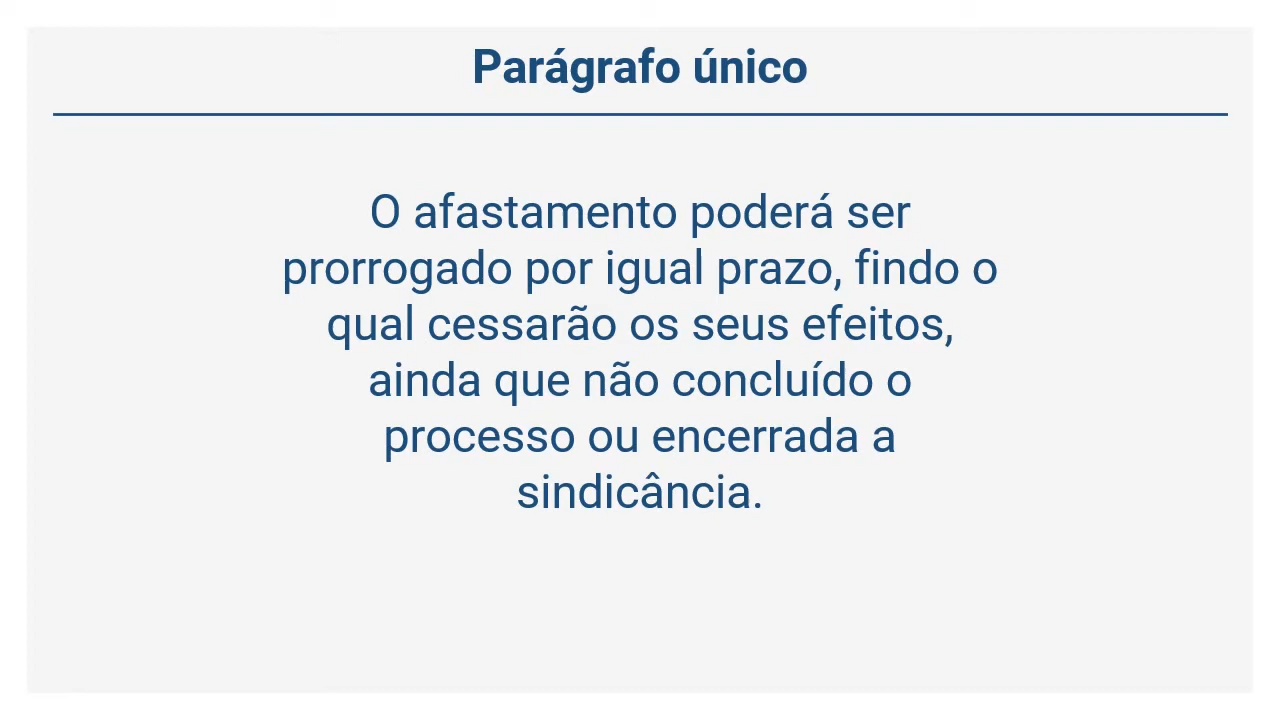 Parágrafo único
O afastamento poderá ser
prorrogado por igual prazo, findo o
qual cessarão os seus efeitos,
ainda que não concluído o
processo ou encerrada a
sindicância.